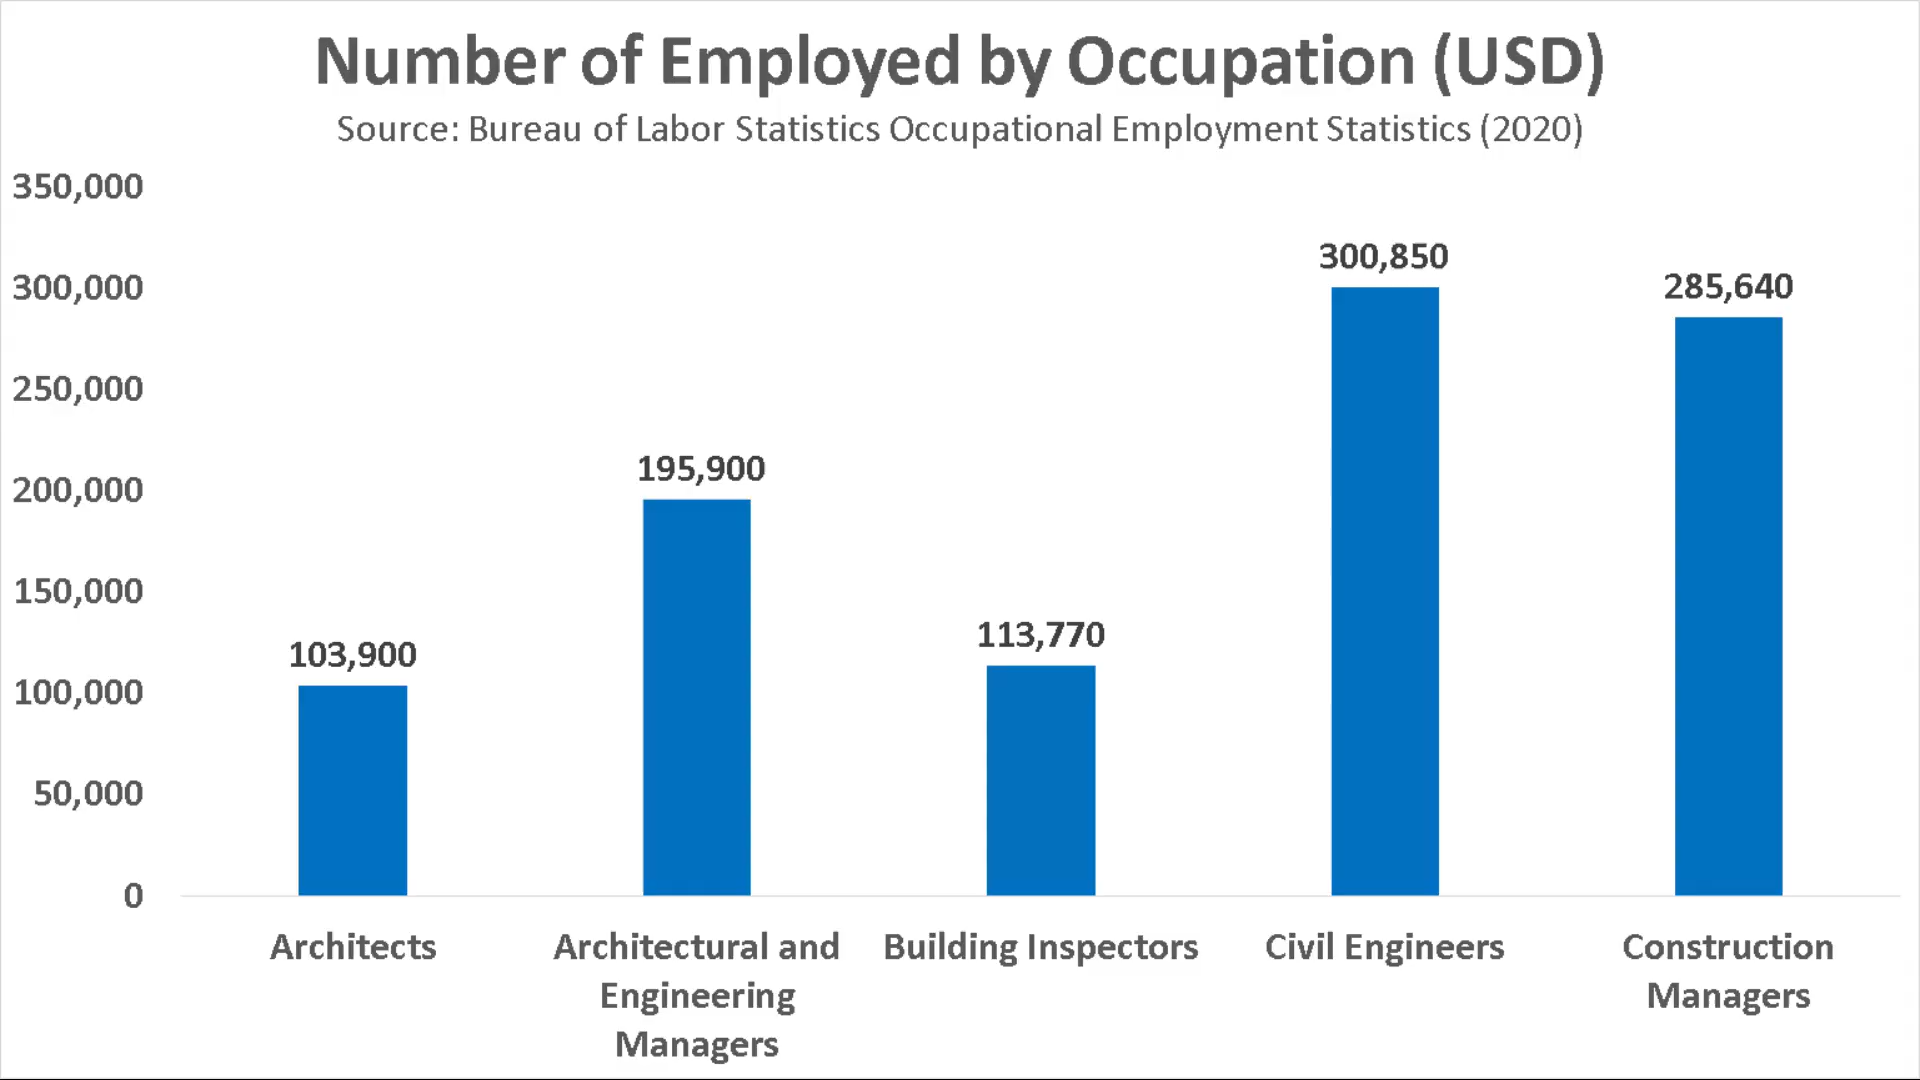 Number of Employed by Occupation (USD)
Source: Bureau of Labor Statistics Occupational Employment Statistics (2020)
350,000
300,000
250,000
200,000
150,000
100,000
50,000
0
103,900
195,900
113,770
300,850
285,640
Architects
Architectural and
Engineering
Managers
Building Inspectors
Civil Engineers
Construction
Managers